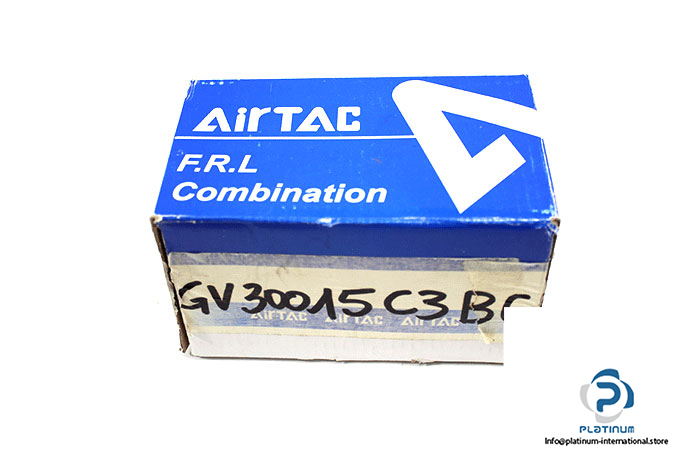 AirTAC
F.R.L
Combination
GV30015C3B
AirTAC AirTAC AirTAC
PLATINUM
Info@platinum-international.store